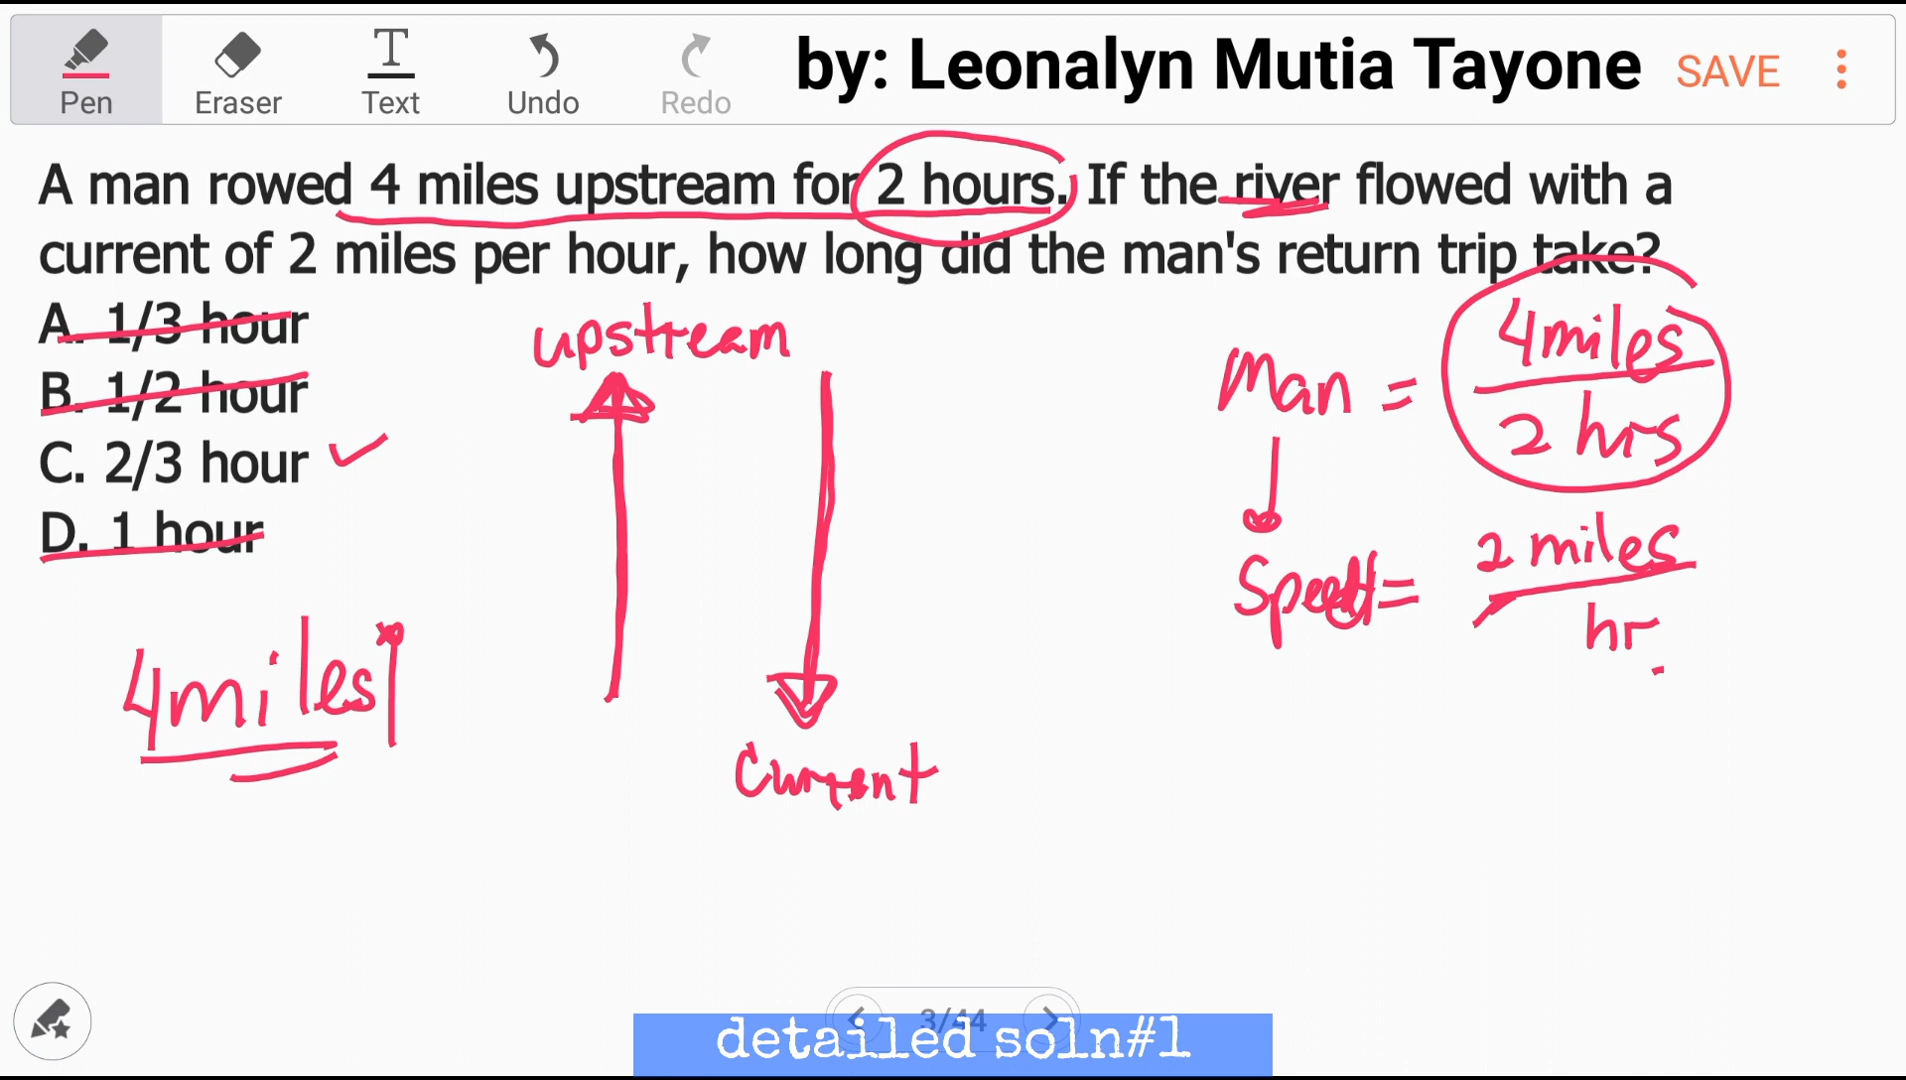 Pen
Eraser
Text
Undo
Redo
by: Leonalyn Mutia Tayone
SAVE
A man rowed 4 miles upstream for 2 hours. If the river flowed with a
current of 2 miles per hour, how long did the man's return trip take?
A. 1/3 hour
B. 1/2 hour
C. 2/3 hour
D. 1 hour
upstream
Current
4miles
Man = 4miles
2 hrs
Speed = 2 miles
hr.
3/44
detailed soln#1